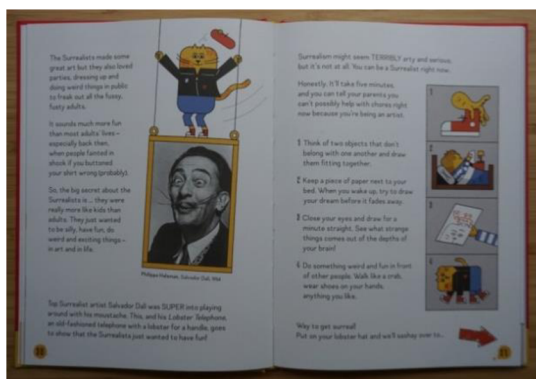 The Surrealists made some
great art but they also loved
parties, dressing up and
doing weird things in public
to freak out all the fussy,
fusty adults.
It sounds much more fun
than most adults' lives –
especially back then,
when people fainted in
shock if you buttoned
your shirt wrong (probably).
So, the big secret about the
Surrealists is ... they were
really more like kids than
adults. They just wanted
to be silly, have fun, do
weird and exciting things –
in art and in life.
Philippe Halsman, Salvador Dalí, 1954
Top Surrealist artist Salvador Dalí was SUPER into playing
around with his moustache. This, and his Lobster Telephone,
an old-fashioned telephone with a lobster for a handle, goes
to show that the Surrealists just wanted to have fun!
Surrealism might seem TERRIBLY arty and serious,
but it's not at all. You can be a Surrealist right now.
Honestly, it'll take five minutes
and you can tell your parents you
can't possibly help with chores right
now because you're being an artist.
1 Think of two objects that don't
belong with one another and draw
them fitting together.
2 Keep a piece of paper next to your
bed. When you wake up, try to draw
your dream before it fades away.
3 Close your eyes and draw for a
minute straight. See what strange
things comes out of the depths of
your brain!
4 Do something weird and fun in front
of other people. Walk like a crab,
wear shoes on your hands,
anything you like.
1
2
3
4
Way to get surreal!
Put on your lobster hat and we'll sashay over to...